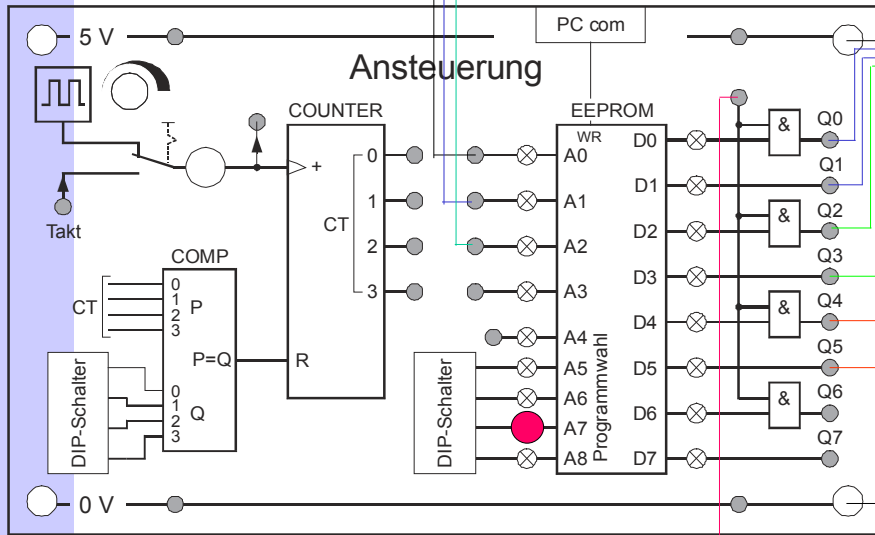 5 V
PC com
Ansteuerung
COUNTER
EEPROM
WR
0
1
2
3
CT
+
R
Takt
COMP
CT
0
1
2
3
P
P=Q
0
1
2
3
Q
DIP-Schalter
DIP-Schalter
A0
A1
A2
A3
A4
A5
A6
A7
A8
Programmwahl
D0
D1
D2
D3
D4
D5
D6
D7
&
&
&
&
Q0
Q1
Q2
Q3
Q4
Q5
Q6
Q7
0 V